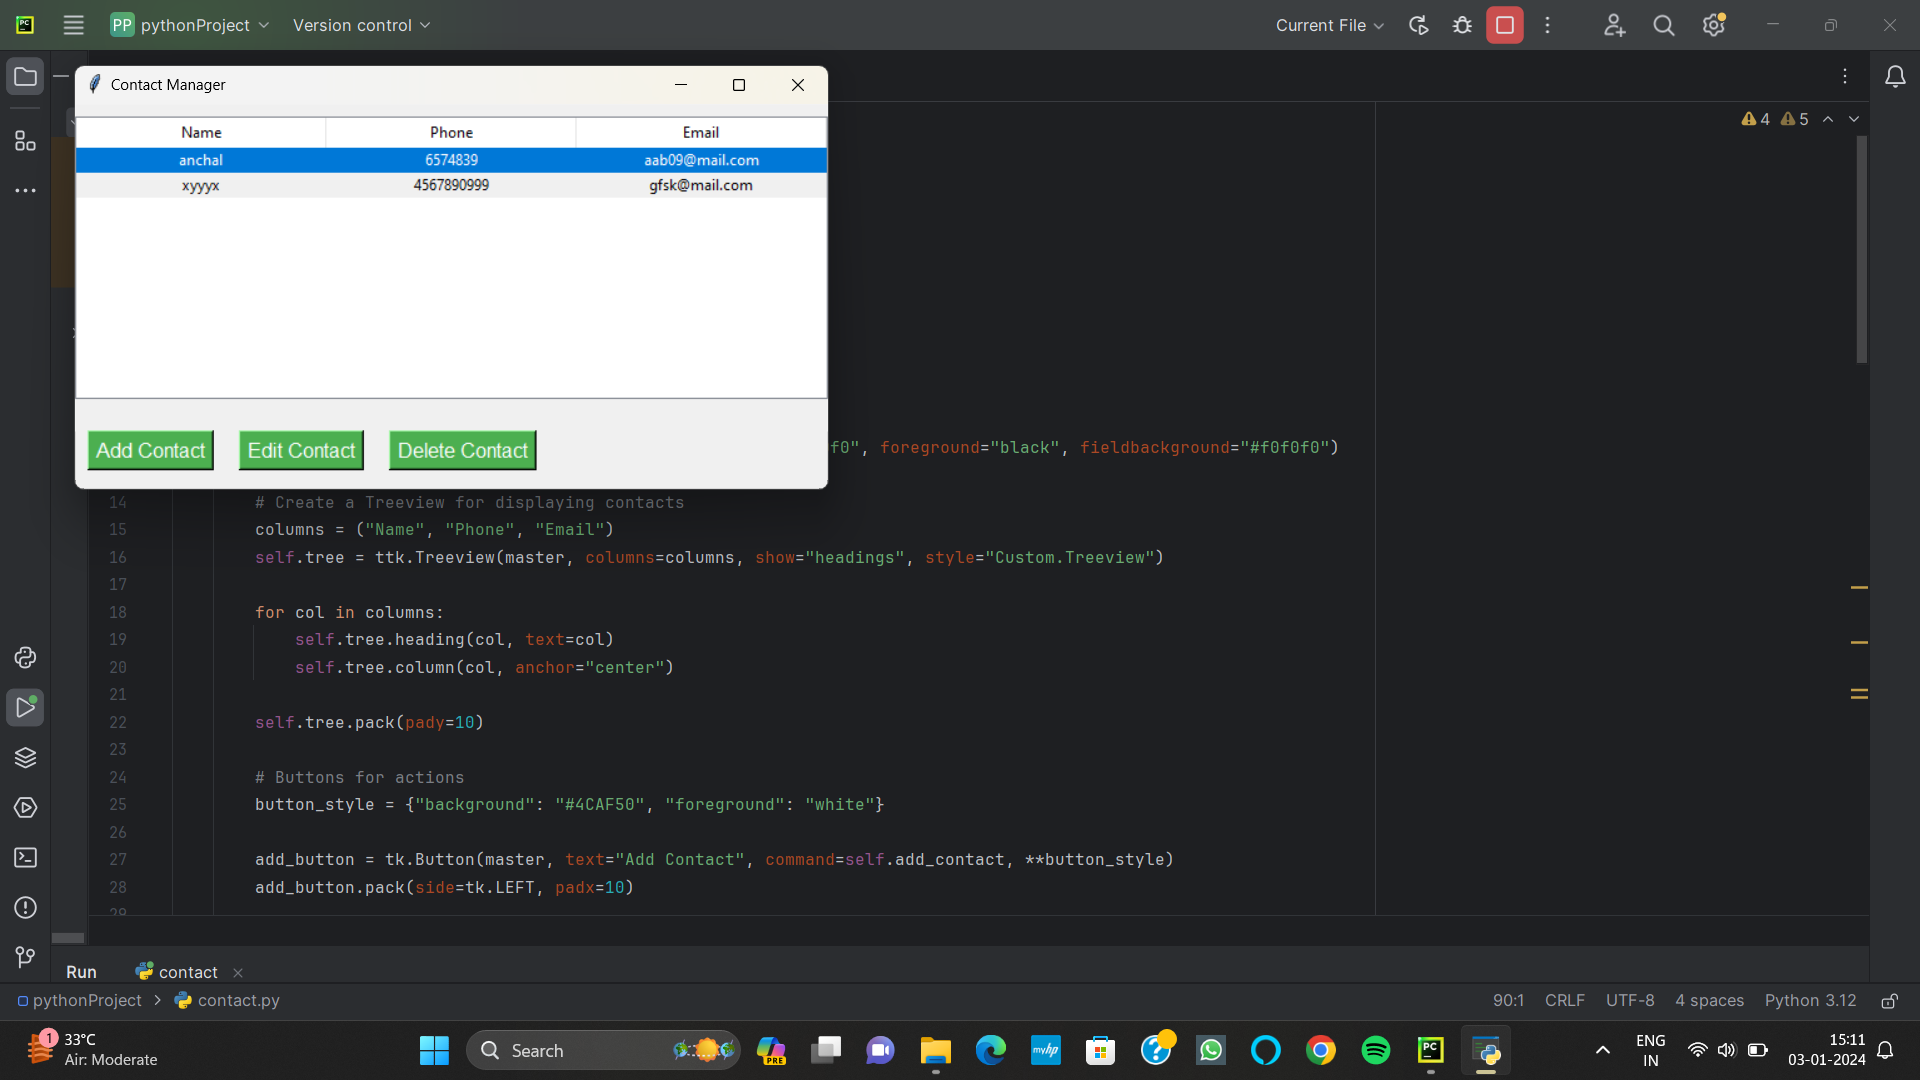 PC
PP pythonProject
Version control
Current File
Contact Manager
Name Phone Email
anchal 6574839 aab09@mail.com
xyyyx 4567890999 gfsk@mail.com
Add Contact Edit Contact Delete Contact
4 5
f0", foreground="black", fieldbackground="#f0f0f0")
14 # Create a Treeview for displaying contacts
15 columns = ("Name", "Phone", "Email")
16 self.tree = ttk.Treeview(master, columns=columns, show="headings", style="Custom.Treeview")
17
18 for col in columns:
19 self.tree.heading(col, text=col)
20 self.tree.column(col, anchor="center")
21
22 self.tree.pack(pady=10)
23
24 # Buttons for actions
25 button_style = {"background": "#4CAF50", "foreground": "white"}
26
27 add_button = tk.Button(master, text="Add Contact", command=self.add_contact, **button_style)
28 add_button.pack(side=tk.LEFT, padx=10)
29
Run contact
pythonProject > contact.py
90:1 CRLF UTF-8 4 spaces Python 3.12
1
33°C
Air: Moderate
Search
PRE
myhp
PC
ENG
IN
15:11
03-01-2024